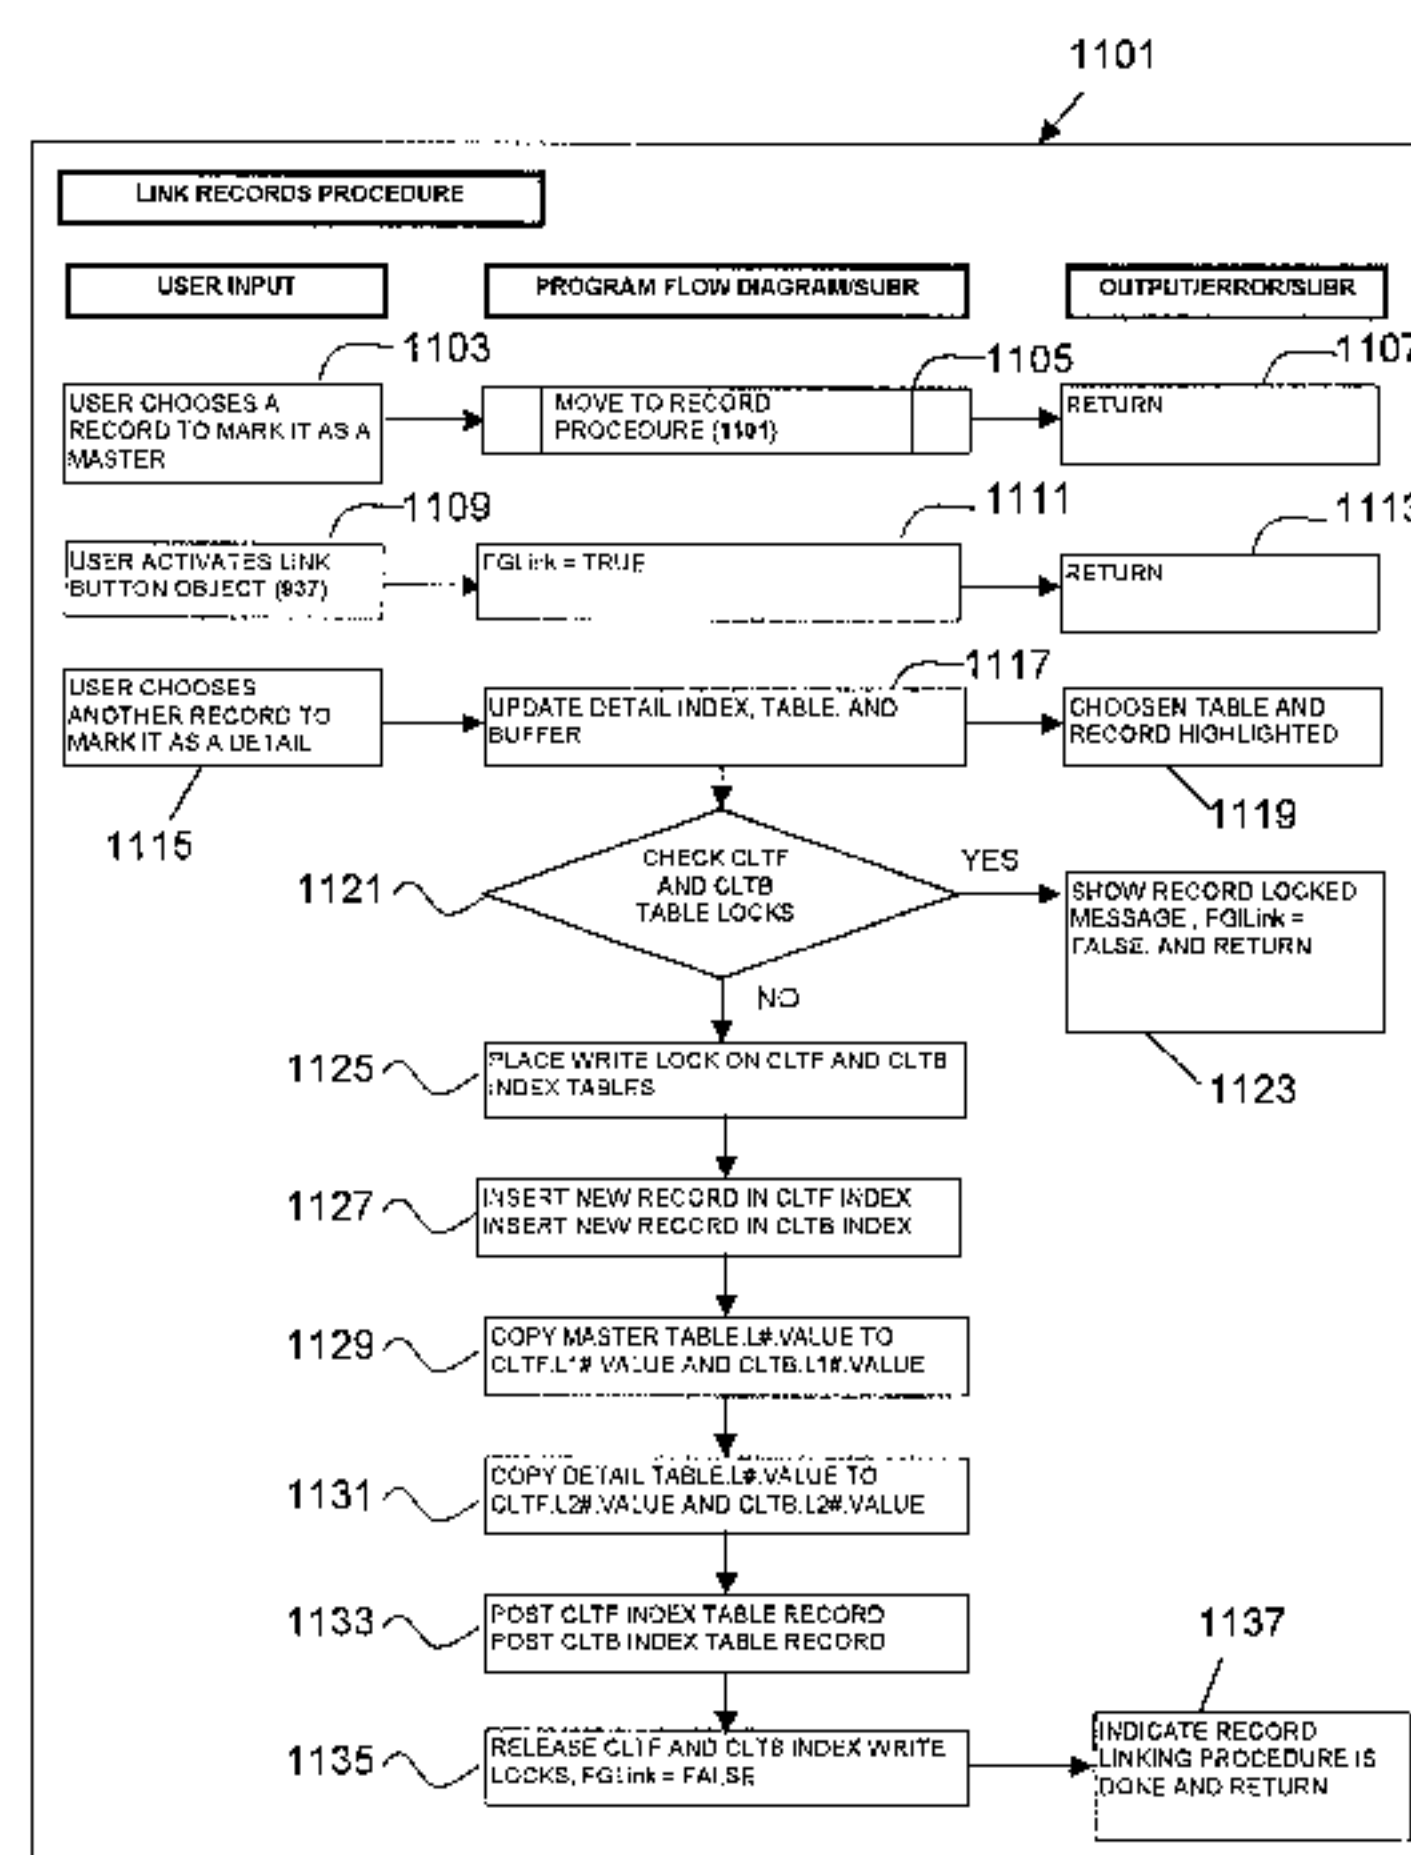 1101
LINK RECORDS PROCEDURE
USER INPUT
PROGRAM FLOW DIAGRAM/SUBR
OUTPUT/ERROR/SUBR
1103
1105
1107
USER CHOOSES A
RECORD TO MARK IT AS A
MASTER
MOVE TO RECORD
PROCEDURE (1101)
RETURN
1109
1111
1113
USER ACTIVATES LINK
BUTTON OBJECT (937)
FGLink = TRUE
RETURN
1117
USER CHOOSES
ANOTHER RECORD TO
MARK IT AS A DETAIL
UPDATE DETAIL INDEX, TABLE, AND
BUFFER
CHOOSEN TABLE AND
RECORD HIGHLIGHTED
1115
1119
1121
CHECK CLTF
AND CLTB
TABLE LOCKS
YES
SHOW RECORD LOCKED
MESSAGE, FGILink =
FALSE, AND RETURN
NO
1123
1125
PLACE WRITE LOCK ON CLTF AND CLTB
INDEX TABLES
1127
INSERT NEW RECORD IN CLTF INDEX
INSERT NEW RECORD IN CLTB INDEX
1129
COPY MASTER TABLE.L#.VALUE TO
CLTF.L1#.VALUE AND CLTB.L1#.VALUE
1131
COPY DETAIL TABLE.L#.VALUE TO
CLTF.L2#.VALUE AND CLTB.L2#.VALUE
1133
POST CLTF INDEX TABLE RECORD
POST CLTB INDEX TABLE RECORD
1137
1135
RELEASE CLTF AND CLTB INDEX WRITE
LOCKS, FGLink = FALSE
INDICATE RECORD
LINKING PROCEDURE IS
DONE AND RETURN